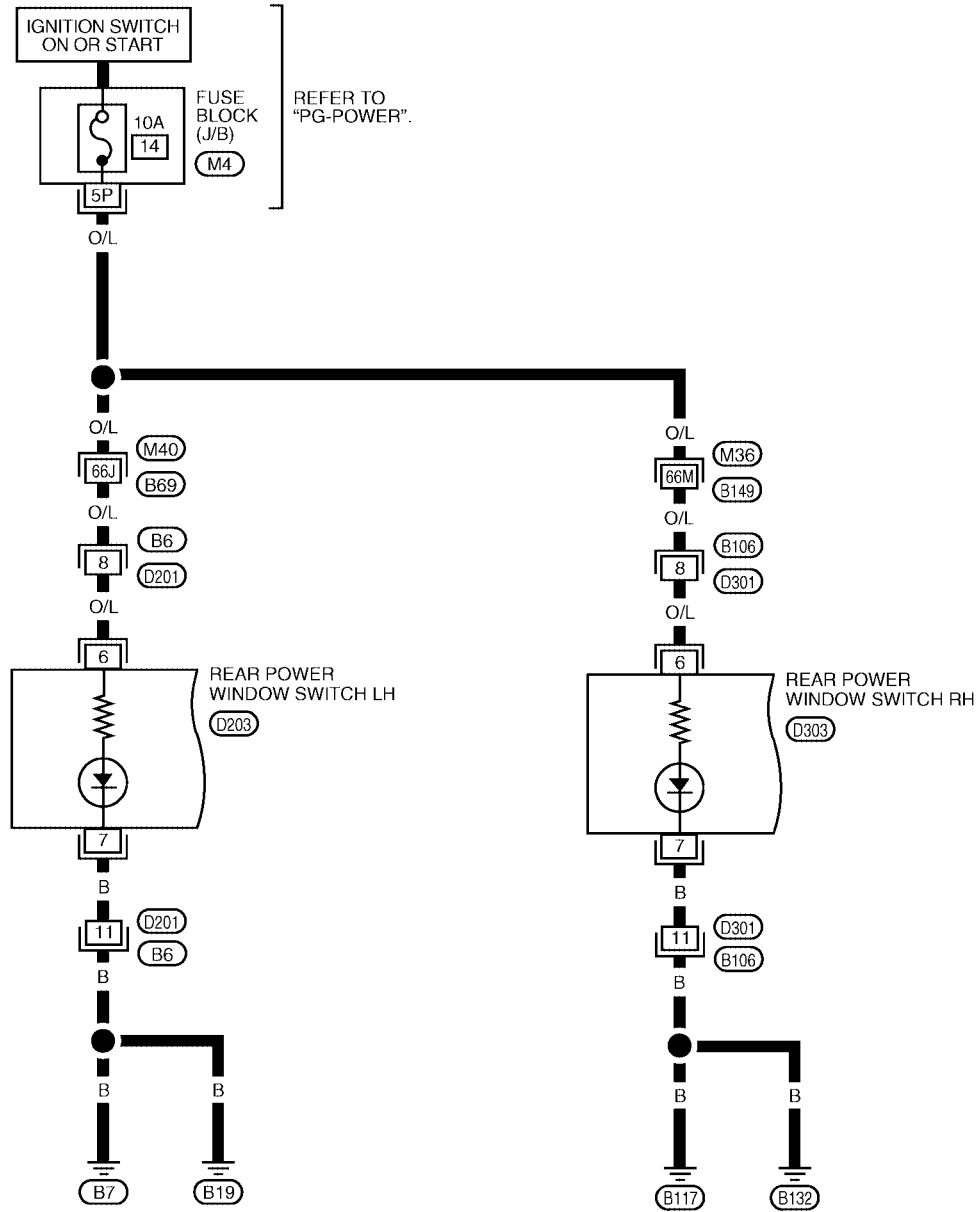 IGNITION SWITCH
ON OR START
FUSE
BLOCK
(J/B)
M4
10A
14
REFER TO
"PG-POWER".
5P
O/L
O/L
M40
66J
B69
O/L
B6
8
D201
O/L
6
REAR POWER
WINDOW SWITCH LH
D203
7
B
D201
11
B6
B
B
B
B7
B19
O/L
M36
66M
B149
O/L
B106
8
D301
O/L
6
REAR POWER
WINDOW SWITCH RH
D303
7
B
D301
11
B106
B
B
B
B117
B132